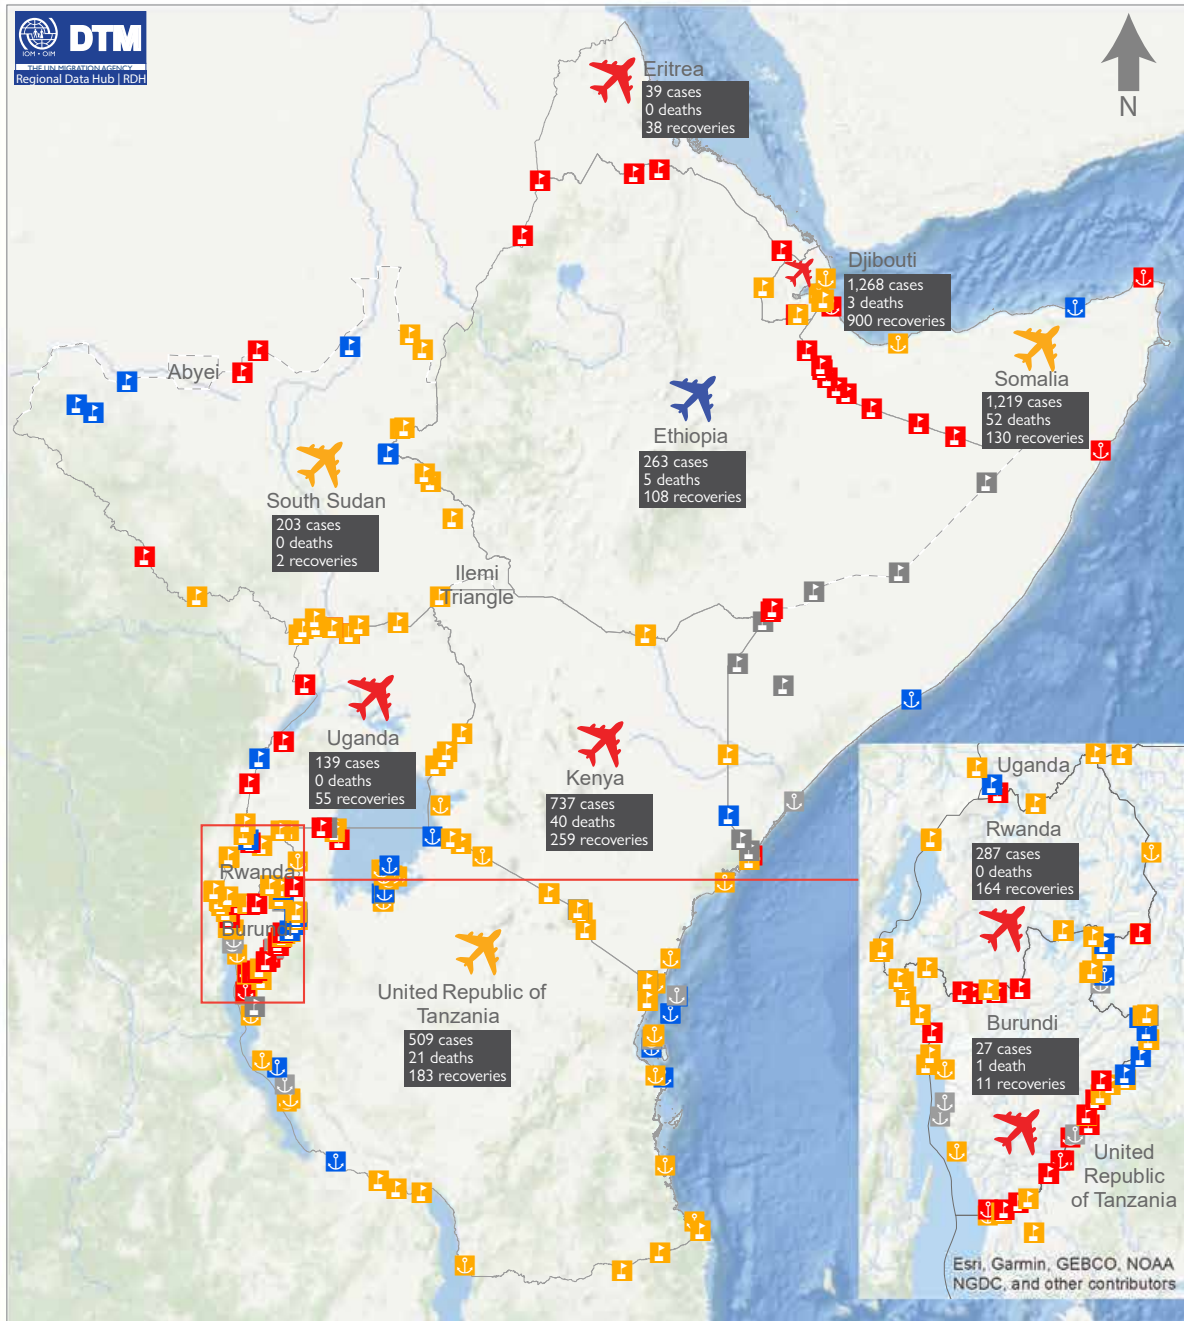 IOM • OIM
DTM
THE UN MIGRATION AGENCY
Regional Data Hub | RDH
N
Eritrea
39 cases
0 deaths
38 recoveries
Djibouti
1,268 cases
3 deaths
900 recoveries
Abyei
Somalia
1,219 cases
52 deaths
130 recoveries
Ethiopia
263 cases
5 deaths
108 recoveries
South Sudan
203 cases
0 deaths
2 recoveries
Ilemi
Triangle
Uganda
139 cases
0 deaths
55 recoveries
Kenya
737 cases
40 deaths
259 recoveries
Rwanda
Burundi
United Republic of
Tanzania
509 cases
21 deaths
183 recoveries
Uganda
Rwanda
287 cases
0 deaths
164 recoveries
Burundi
27 cases
1 death
11 recoveries
United
Republic
of Tanzania
Esri, Garmin, GEBCO, NOAA
NGDC, and other contributors